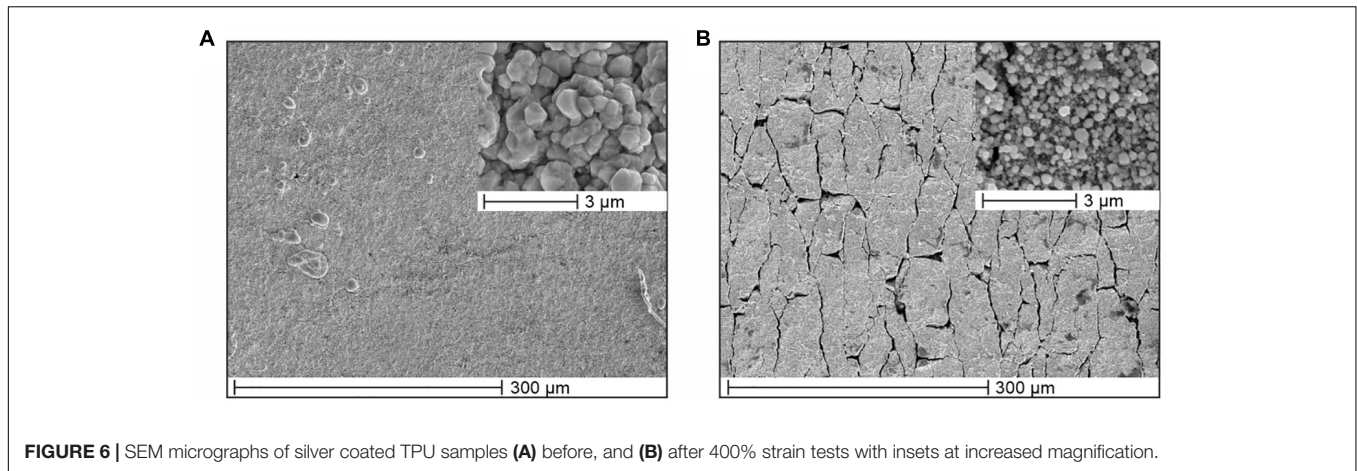 A
B
3 µm
3 µm
300 µm
300 µm
FIGURE 6 | SEM micrographs of silver coated TPU samples (A) before, and (B) after 400% strain tests with insets at increased magnification.